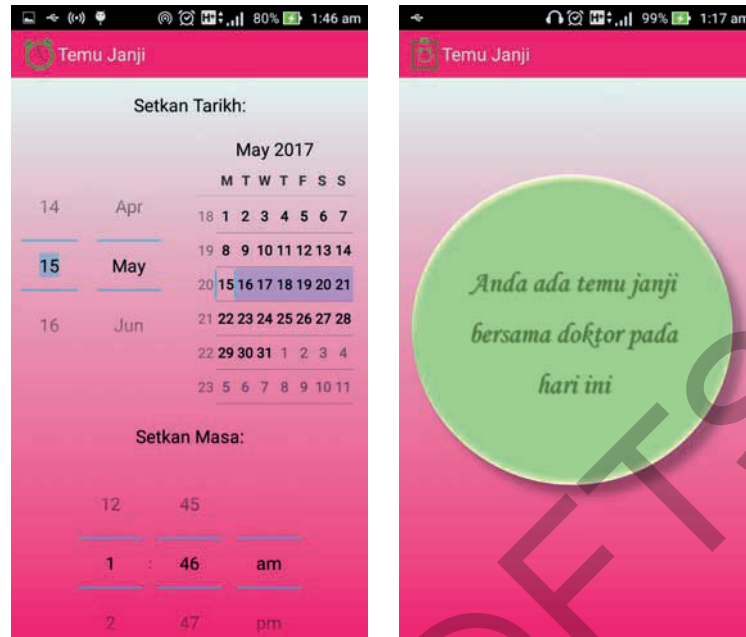 80% 1:46 am
Temu Janji
Setkan Tarikh:
May 2017
M T W T F S S
14 Apr
18 1 2 3 4 5 6 7
19 8 9 10 11 12 13 14
15 May
20 15 16 17 18 19 20 21
16 Jun
21 22 23 24 25 26 27 28
22 29 30 31 1 2 3 4
23 5 6 7 8 9 10 11
Setkan Masa:
12 45
1 : 46 am
2 47 pm
99% 1:17 am
Temu Janji
Anda ada temu janji
bersama doktor pada
hari ini